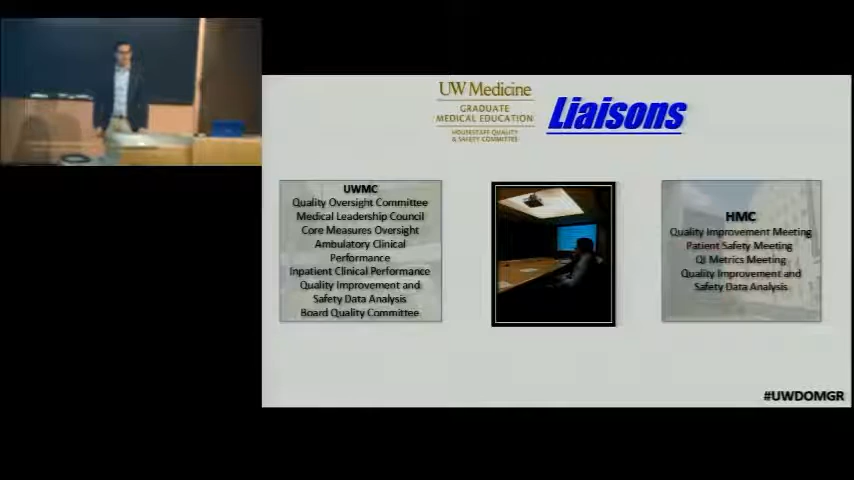 UW Medicine
GRADUATE
MEDICAL EDUCATION
HOUSESTAFF QUALITY
& SAFETY COMMITTEE
Liaisons
UWMC
Quality Oversight Committee
Medical Leadership Council
Core Measures Oversight
Ambulatory Clinical
Performance
Inpatient Clinical Performance
Quality Improvement and
Safety Data Analysis
Board Quality Committee
HMC
Quality Improvement Meeting
Patient Safety Meeting
QI Metrics Meeting
Quality Improvement and
Safety Data Analysis
#UWDOMGR